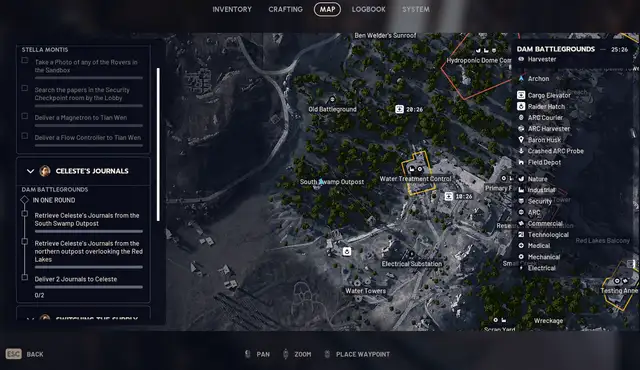 INVENTORY
CRAFTING
MAP
LOGBOOK
SYSTEM
STELLA MONTIS
Take a Photo of any of the Rovers in
the Sandbox
Search the papers in the Security
Checkpoint room by the Lobby
Deliver a Magnetron to Tian Wen
Deliver a Flow Controller to Tian Wen
CELESTE'S JOURNALS
DAM BATTLEGROUNDS
IN ONE ROUND
Retrieve Celeste's Journals from the
South Swamp Outpost
Retrieve Celeste's Journals from the
northern outpost overlooking the Red
Lakes
Deliver 2 Journals to Celeste
0/2
SWITCHING THE SUPPLY
Ben Welder's Sunroof
Hydroponic Dome Com
Old Battleground
20:26
South Swamp Outpost
Water Treatment Control
18:26
Primary F
Red Lakes Balcony
Electrical Substation
Water Towers
Testing Anne
Wreckage
Scrap Yard
DAM BATTLEGROUNDS
25:26
Harvester
Archon
Cargo Elevator
Raider Hatch
ARC Courier
ARC Harvester
Baron Husk
Crashed ARC Probe
Field Depot
Nature
Industrial
Security
ARC
Commercial
Technological
Medical
Mechanical
Electrical
ESC BACK
PAN
ZOOM
PLACE WAYPOINT